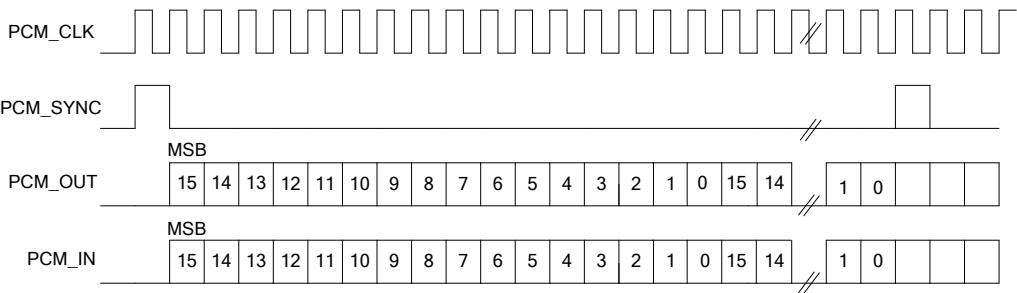 PCM_CLK
PCM_SYNC
MSB
PCM_OUT 15 14 13 12 11 10 9 8 7 6 5 4 3 2 1 0 15 14 1 0
MSB
PCM_IN 15 14 13 12 11 10 9 8 7 6 5 4 3 2 1 0 15 14 1 0